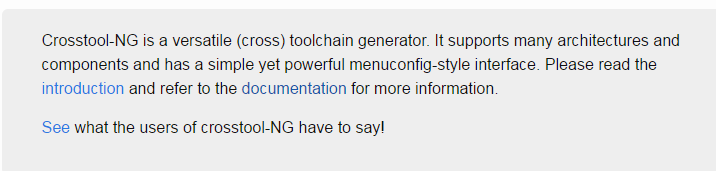 Crosstool-NG is a versatile (cross) toolchain generator. It supports many architectures and
components and has a simple yet powerful menuconfig-style interface. Please read the
introduction and refer to the documentation for more information.
See what the users of crosstool-NG have to say!